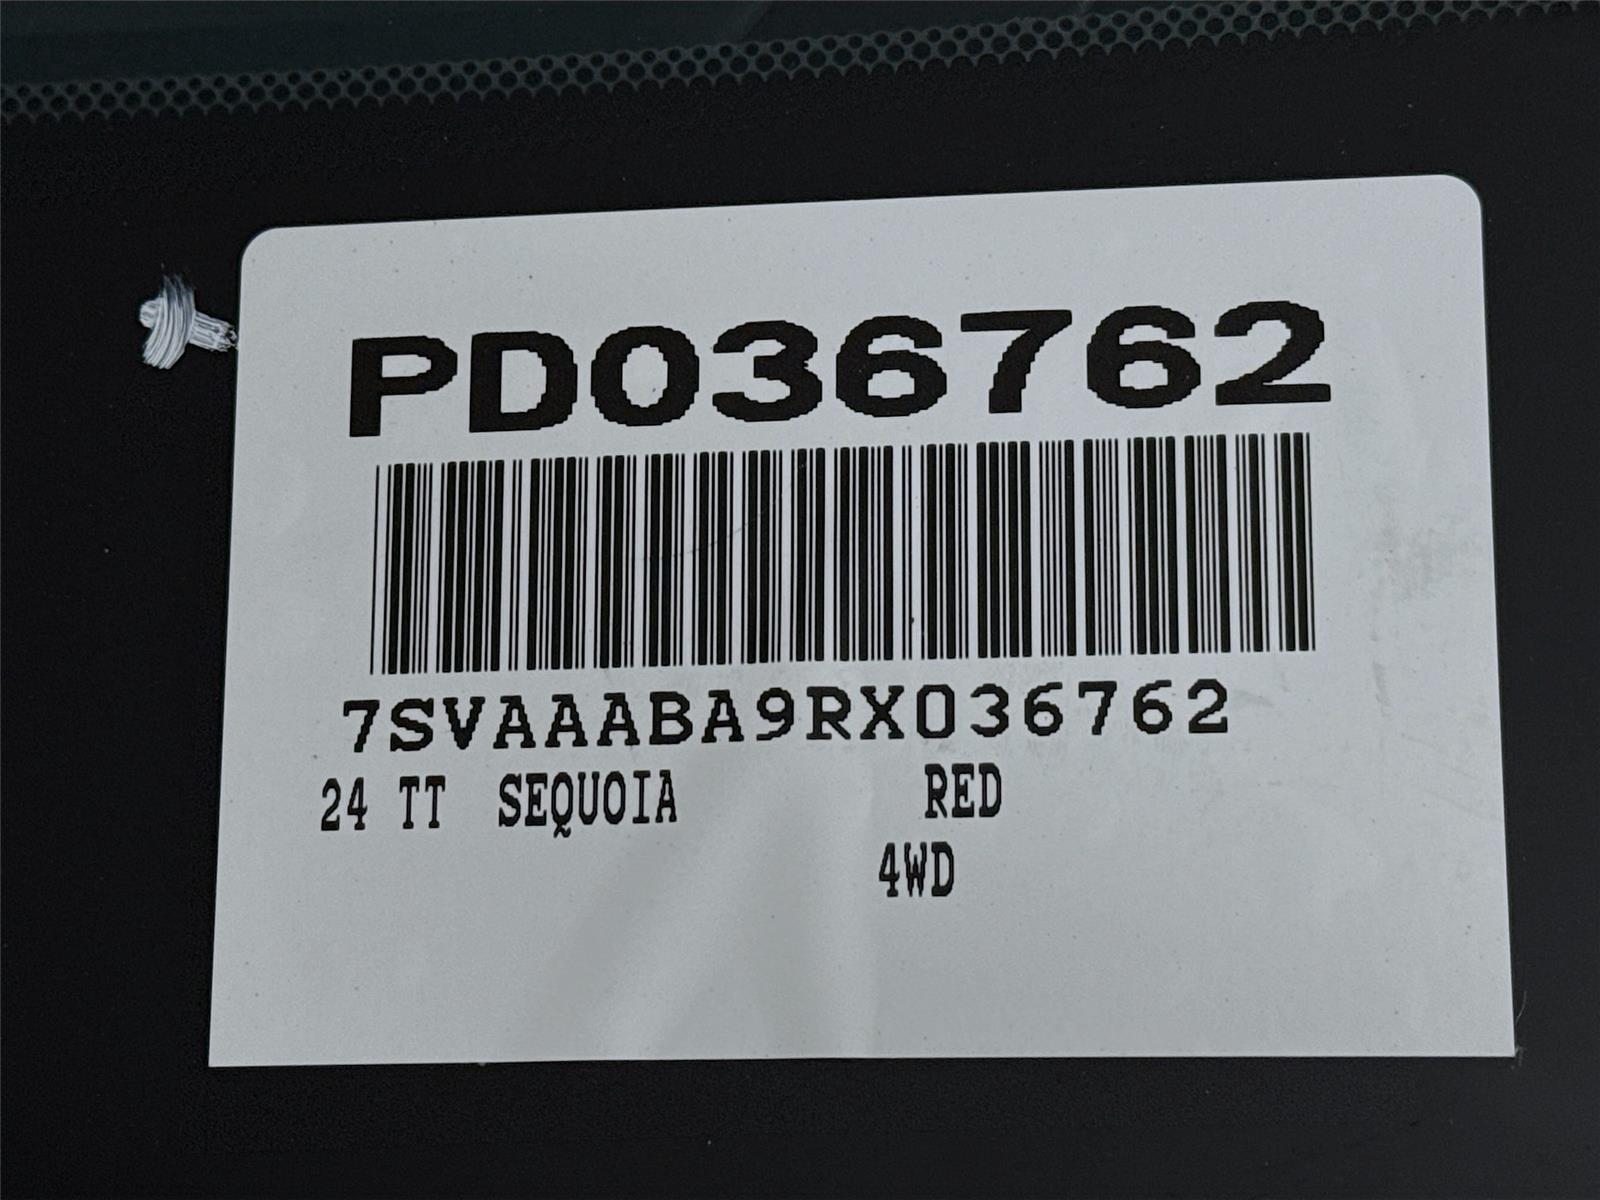 PD036762
7SVAAABA9RX036762
24 TT SEQUOIA RED
4WD